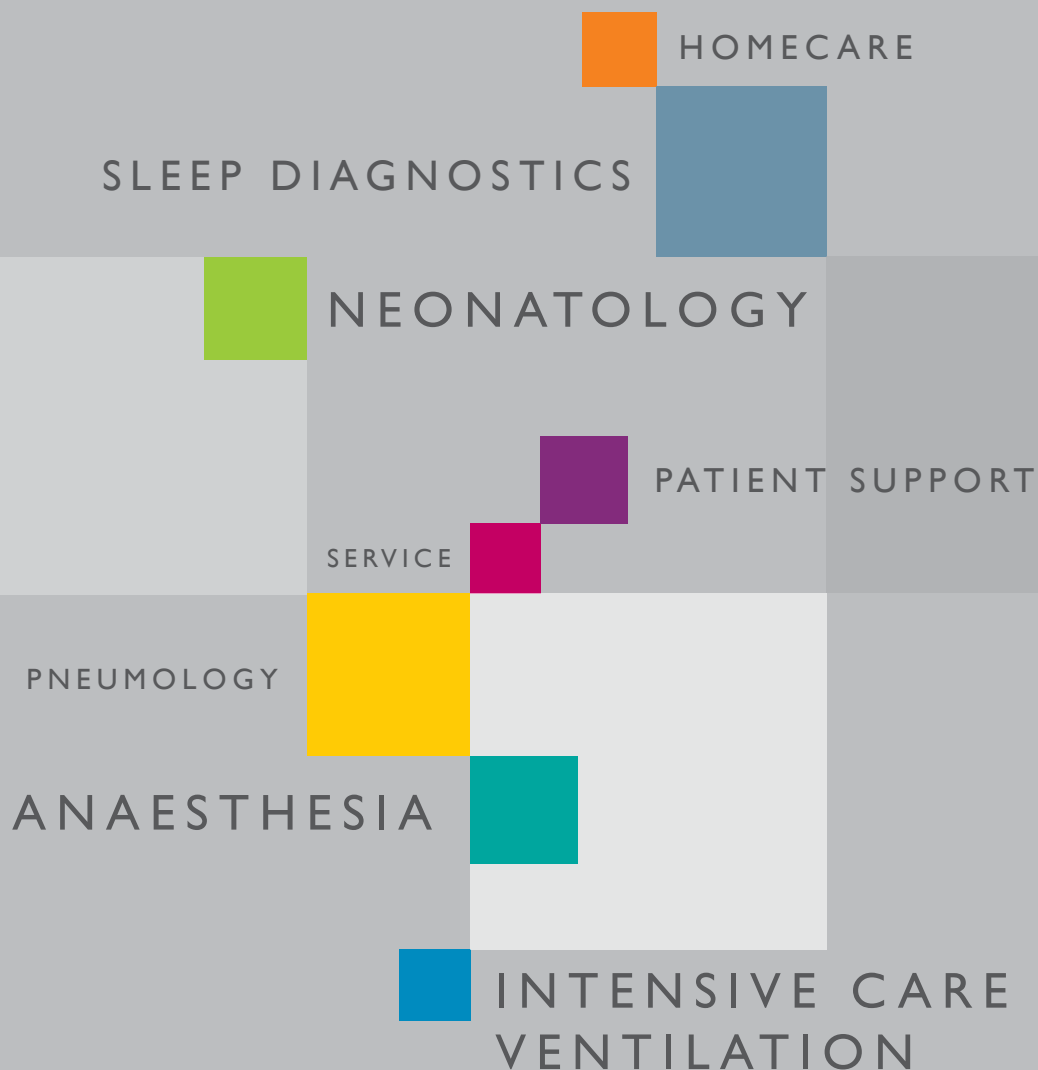 HOMECARE
SLEEP DIAGNOSTICS
NEONATOLOGY
PATIENT SUPPORT
SERVICE
PNEUMOLOGY
ANAESTHESIA
INTENSIVE CARE
VENTILATION